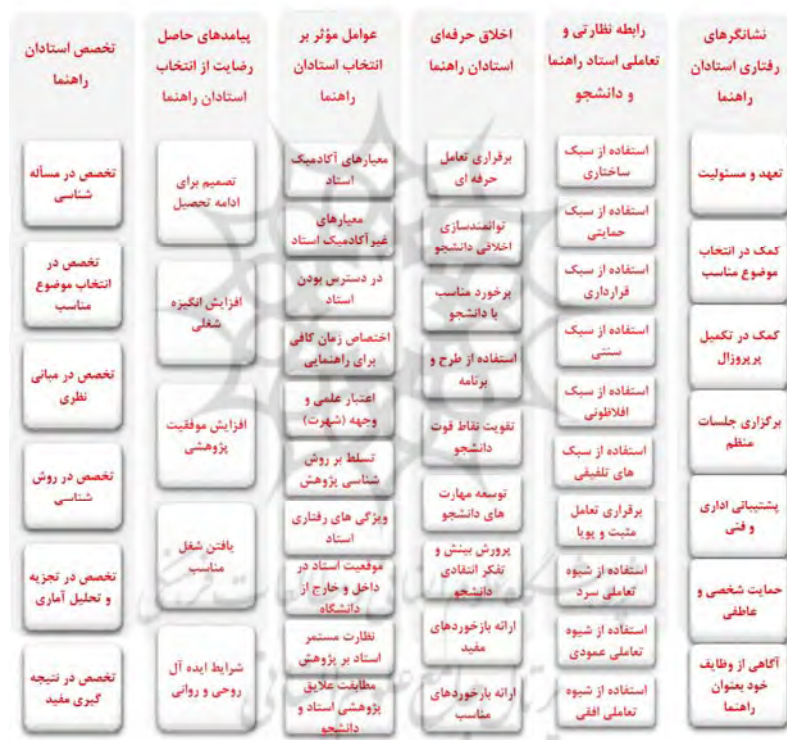 نشانگرهای
رفتاری استادان
راهنما
تعهد و مسئولیت
کمک در انتخاب
موضوع مناسب
کمک در تکمیل
پرپروزال
برگزاری جلسات
منظم
پشتیبانی اداری
و فنی
حمایت شخصی و
عاطفی
آگاهی از وظایف
خود بعنوان
راهنما
رابطه نظارتی و
تعاملی استاد راهنما
و دانشجو
استفاده از سبک
ساختاری
استفاده از سبک
حمایتی
استفاده از سبک
قراردادی
استفاده از سبک
سنتی
استفاده از سبک
افلاطونی
استفاده از سبک
های تلفیقی
برقراری تعامل
مثبت و پویا
استفاده از شیوه
تعاملی سرد
استفاده از شیوه
تعاملی عمودی
استفاده از شیوه
تعاملی افقی
اخلاق حرفه‌ای
استادان راهنما
برقراری تعامل
حرفه ای
توانمندسازی
اخلاقی دانشجو
برخورد مناسب
با دانشجو
استفاده از طرح و
برنامه
تقویت نقاط قوت
دانشجو
توسعه مهارت
های دانشجو
پرورش بینش و
تفکر انتقادی
دانشجو
ارائه بازخوردهای
مفید
ارائه بازخوردهای
مناسب
عوامل مؤثر بر
انتخاب استادان
راهنما
معیارهای آکادمیک
استاد
معیارهای
غیرآکادمیک استاد
در دسترس بودن
استاد
اختصاص زمان کافی
برای راهنمایی
اعتبار علمی و
وجهه (شهرت)
تسلط بر روش
شناسی پژوهش
ویژگی های رفتاری
استاد
موقعیت استاد در
داخل و خارج از
دانشگاه
نظارت مستمر
استاد بر پژوهش
مطابقت علایق
پژوهشی استاد و
دانشجو
پیامدهای حاصل
رضایت از انتخاب
استادان راهنما
تصمیم برای
ادامه تحصیل
افزایش انگیزه
شغلی
افزایش موفقیت
پژوهشی
یافتن شغل
مناسب
شرایط ایده آل
روحی و روانی
تخصص استادان
راهنما
تخصص در مسأله
شناسی
تخصص در
انتخاب موضوع
مناسب
تخصص در مبانی
نظری
تخصص در روش
شناسی
تخصص در تجزیه
و تحلیل آماری
تخصص در نتیجه
گیری مفید